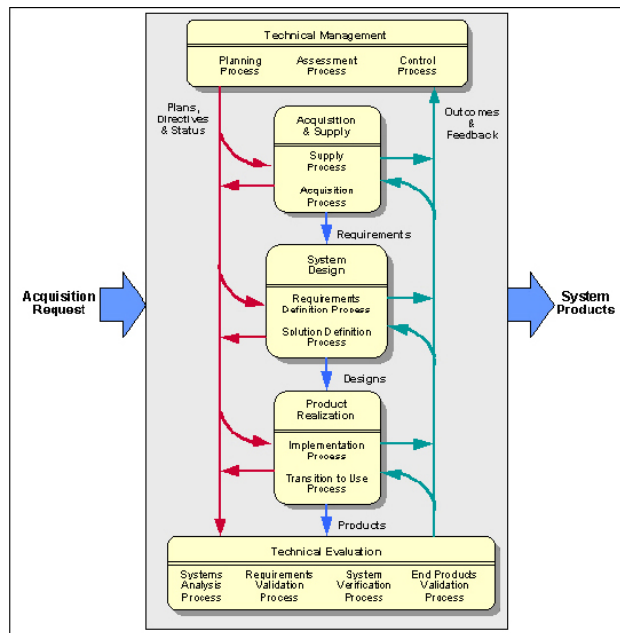 Technical Management
Planning
Process
Assessment
Process
Control
Process
Plans,
Directives
& Status
Outcomes
&
Feedback
Acquisition
& Supply
Supply
Process
Acquisition
Process
Requirements
Acquisition
Request
System
Design
Requirements
Definition Process
Solution Definition
Process
System
Products
Designs
Product
Realization
Implementation
Process
Transition to Use
Process
Products
Technical Evaluation
Systems
Analysis
Process
Requirements
Validation
Process
System
Verification
Process
End Products
Validation
Process